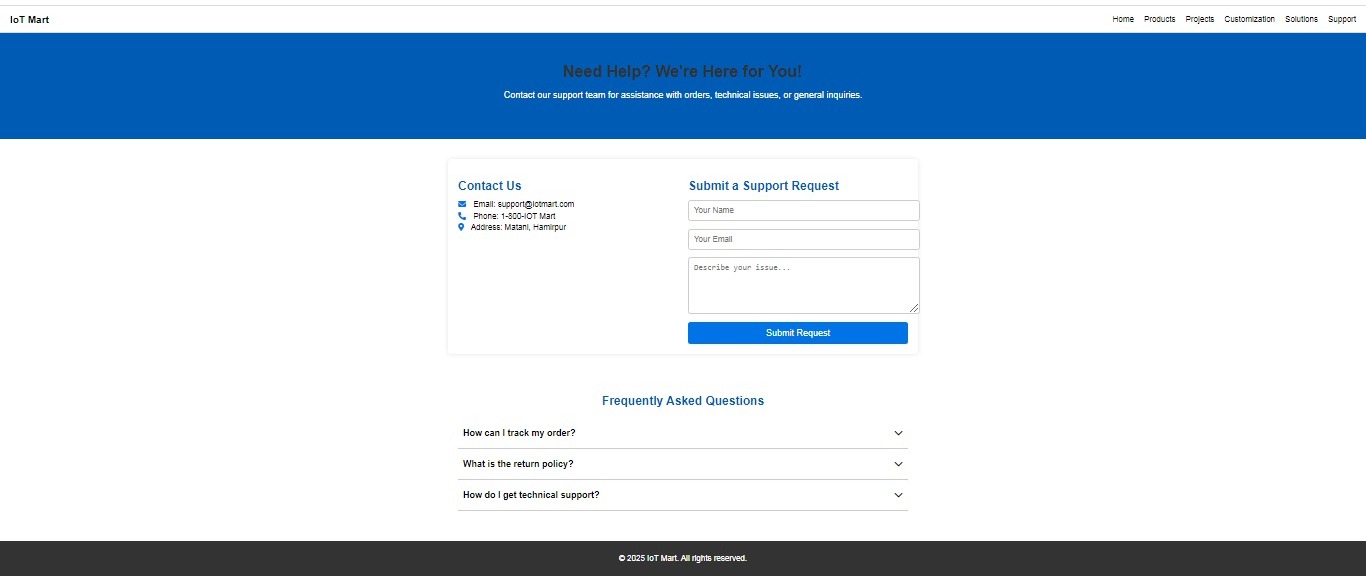 IoT Mart
Home Products Projects Customization Solutions Support
Need Help? We're Here for You!
Contact our support team for assistance with orders, technical issues, or general inquiries.
Contact Us
Email: support@iotmart.com
Phone: 1-800-IOT Mart
Address: Matani, Hamirpur
Submit a Support Request
Your Name
Your Email
Describe your issue...
Submit Request
Frequently Asked Questions
How can I track my order?
What is the return policy?
How do I get technical support?
© 2025 IoT Mart. All rights reserved.